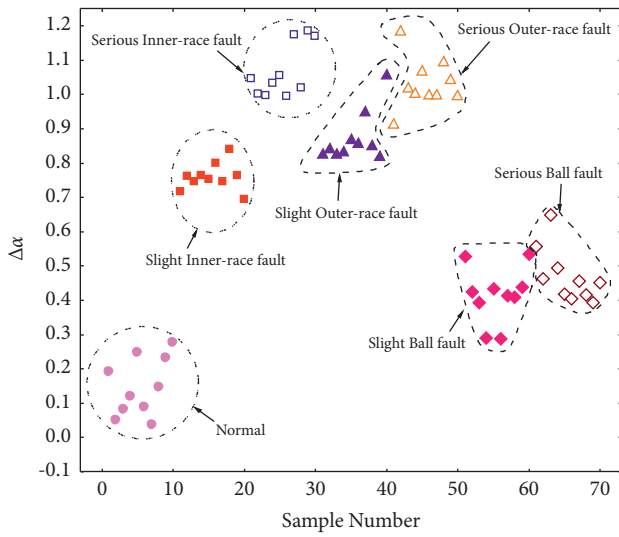 1.2
1.1
1.0
0.9
0.8
0.7
0.6
0.5
0.4
0.3
0.2
0.1
0.0
-0.1
Δα
Serious Inner-race fault
Serious Outer-race fault
Slight Outer-race fault
Slight Inner-race fault
Serious Ball fault
Slight Ball fault
Normal
0 10 20 30 40 50 60 70
Sample Number